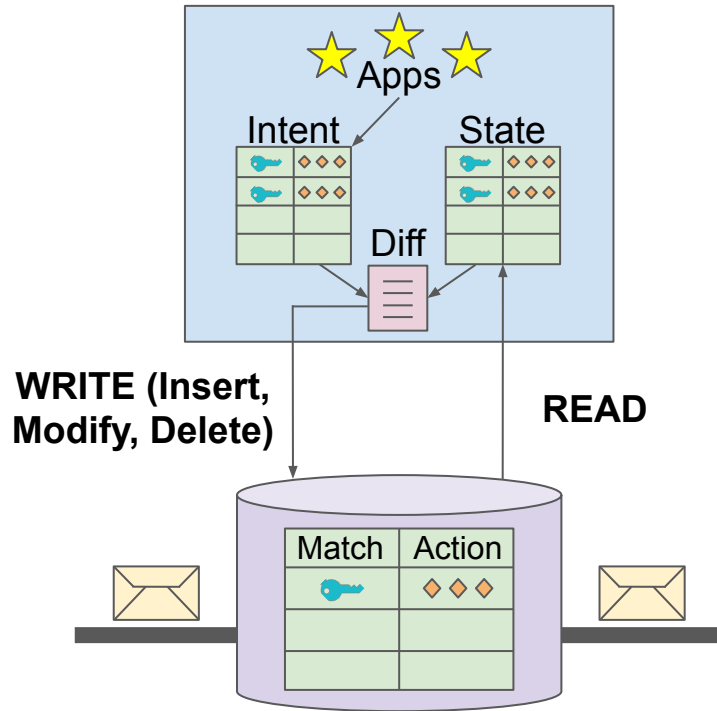 Apps
Intent
State
Diff
WRITE (Insert,
Modify, Delete)
READ
Match
Action